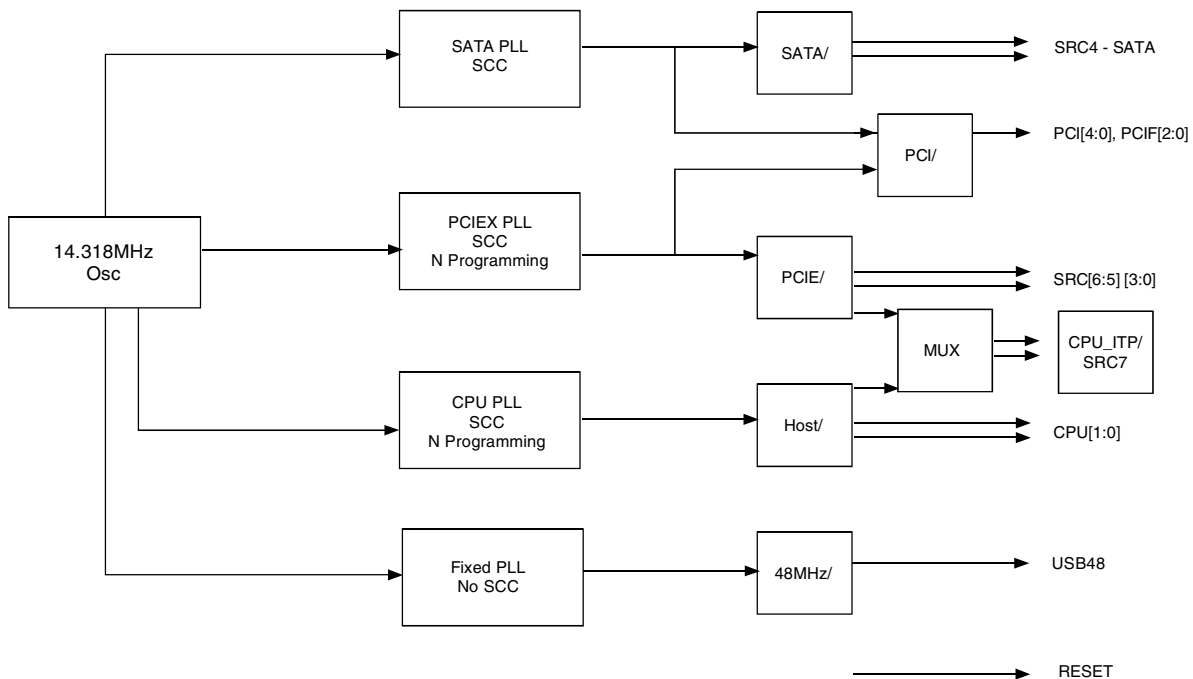 SATA PLL
SCC
SATA/
SRC4 - SATA
PCI/
PCI[4:0], PCIF[2:0]
14.318MHz
Osc
PCIEX PLL
SCC
N Programming
PCIE/
SRC[6:5] [3:0]
MUX
CPU_ITP/
SRC7
CPU PLL
SCC
N Programming
Host/
CPU[1:0]
Fixed PLL
No SCC
48MHz/
USB48
RESET